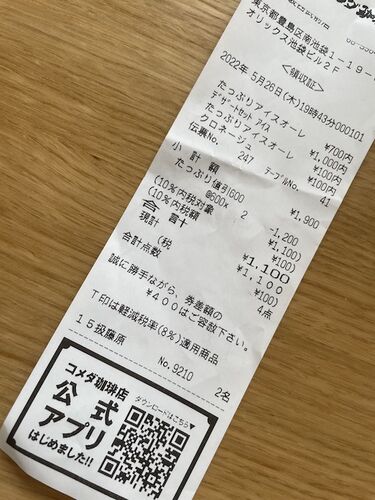 東京都豊島区南池袋1-19-
オリックス池袋ビル2F
<領収証>
2022年 5月26日(木)19時43分000101
たっぷりアイスオーレ ¥700内
デザートセット アイス ¥1,000内
たっぷりアイスオーレ ¥100内
クロネージュ ¥100内
伝票No. 247 テーブルNo. 41
小計額 ¥1,900
たっぷり値引600
@600x 2 -1,200
(10%内税対象 ¥1,100)
(10%内税額 ¥100)
合計 ¥1,100
現計 ¥1,100
(税 ¥100)
合計点数 4点
誠に勝手ながら、券差額の
¥400はご容赦下さい。
T印は軽減税率(8%)適用商品
15扱藤原 No.9210 2名
コメダ珈琲店
公式
アプリ
はじめました!!
ダウンロードはこちら▼